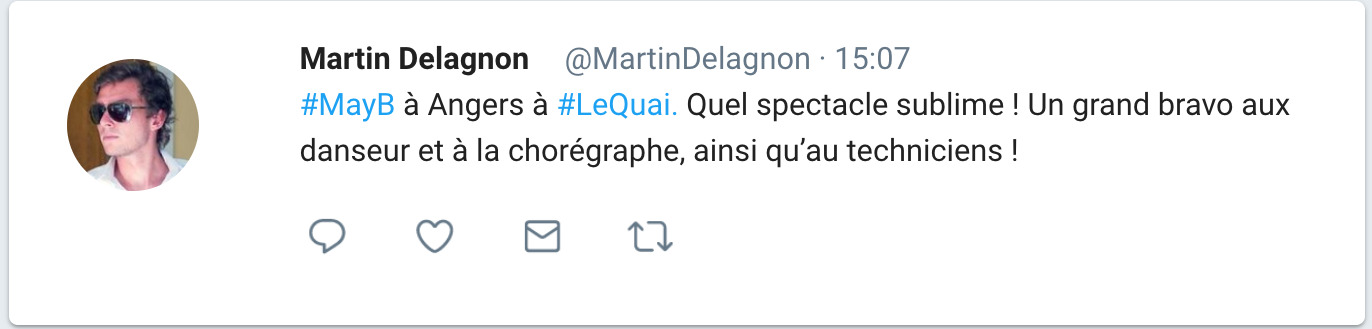 Martin Delagnon @MartinDelagnon · 15:07
#MayB à Angers à #LeQuai. Quel spectacle sublime ! Un grand bravo aux
danseur et à la chorégraphe, ainsi qu’au techniciens !